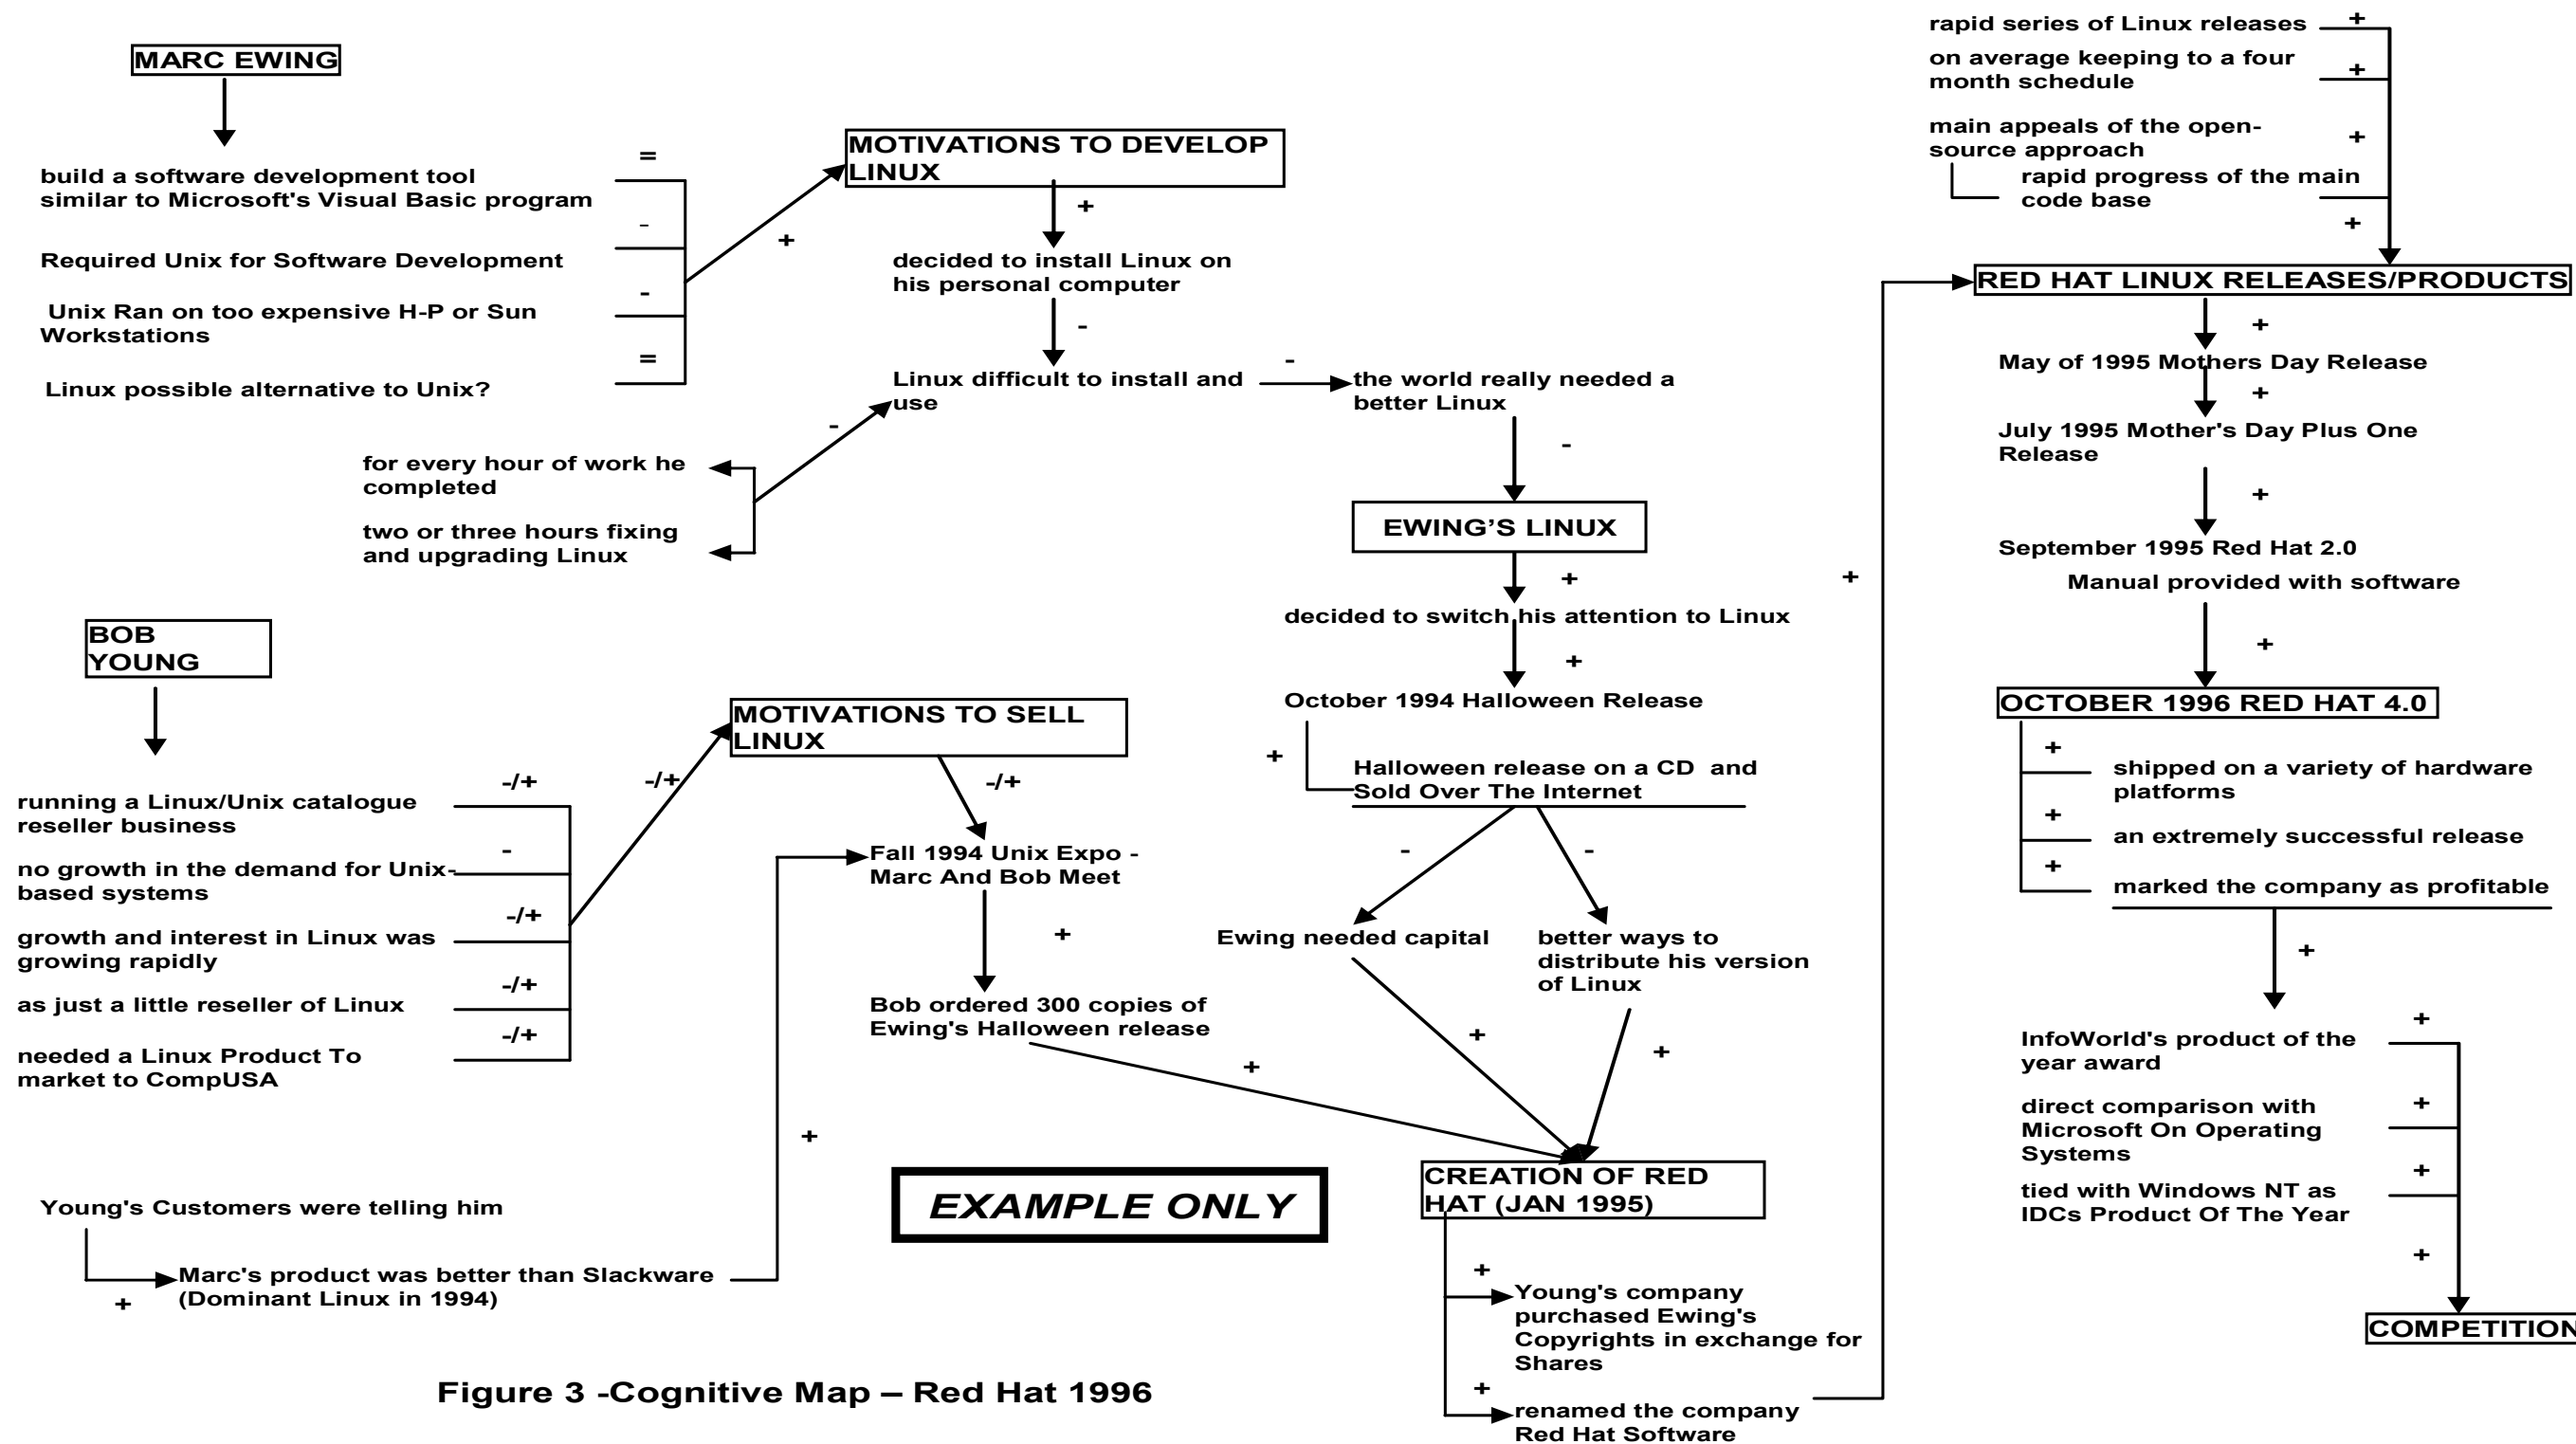 MARC EWING
=
build a software development tool
similar to Microsoft's Visual Basic program
-
Required Unix for Software Development
-
Unix Ran on too expensive H-P or Sun
Workstations
=
Linux possible alternative to Unix?
+
MOTIVATIONS TO DEVELOP
LINUX
+
decided to install Linux on
his personal computer
-
Linux difficult to install and
use
-
for every hour of work he
completed
two or three hours fixing
and upgrading Linux
-
the world really needed a
better Linux
-
EWING’S LINUX
+
decided to switch his attention to Linux
+
October 1994 Halloween Release
+
Halloween release on a CD and
Sold Over The Internet
-
-
Ewing needed capital
better ways to
distribute his version
of Linux
+
+
BOB
YOUNG
-/+
running a Linux/Unix catalogue
reseller business
-
no growth in the demand for Unix-
based systems
-/+
growth and interest in Linux was
growing rapidly
-/+
as just a little reseller of Linux
-/+
needed a Linux Product To
market to CompUSA
-/+
MOTIVATIONS TO SELL
LINUX
-/+
Fall 1994 Unix Expo -
Marc And Bob Meet
+
Bob ordered 300 copies of
Ewing's Halloween release
+
Young's Customers were telling him
+
Marc's product was better than Slackware
(Dominant Linux in 1994)
+
EXAMPLE ONLY
CREATION OF RED
HAT (JAN 1995)
+
Young's company
purchased Ewing's
Copyrights in exchange for
Shares
+
renamed the company
Red Hat Software
+
rapid series of Linux releases
+
on average keeping to a four
month schedule
+
main appeals of the open-
source approach
+
rapid progress of the main
code base
+
RED HAT LINUX RELEASES/PRODUCTS
+
May of 1995 Mothers Day Release
+
July 1995 Mother's Day Plus One
Release
+
September 1995 Red Hat 2.0
Manual provided with software
+
OCTOBER 1996 RED HAT 4.0
+
shipped on a variety of hardware
platforms
+
an extremely successful release
+
marked the company as profitable
+
InfoWorld's product of the
year award
+
direct comparison with
Microsoft On Operating
Systems
+
tied with Windows NT as
IDCs Product Of The Year
+
+
COMPETITION
Figure 3 -Cognitive Map – Red Hat 1996